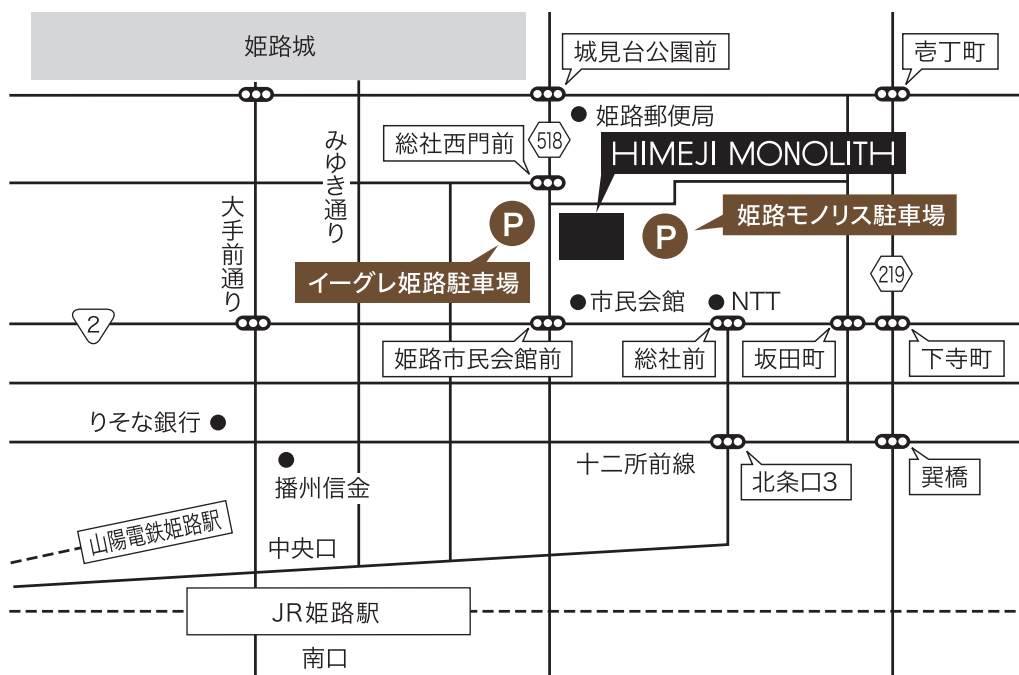 姫路城
城見台公園前
壱丁町
姫路郵便局
総社西門前
518
HIMEJI MONOLITH
みゆき通り
大手前通り
P
P
姫路モノリス駐車場
イーグレ姫路駐車場
219
市民会館
NTT
2
姫路市民会館前
総社前
坂田町
下寺町
りそな銀行
播州信金
十二所前線
北条口3
巽橋
山陽電鉄姫路駅
中央口
JR姫路駅
南口